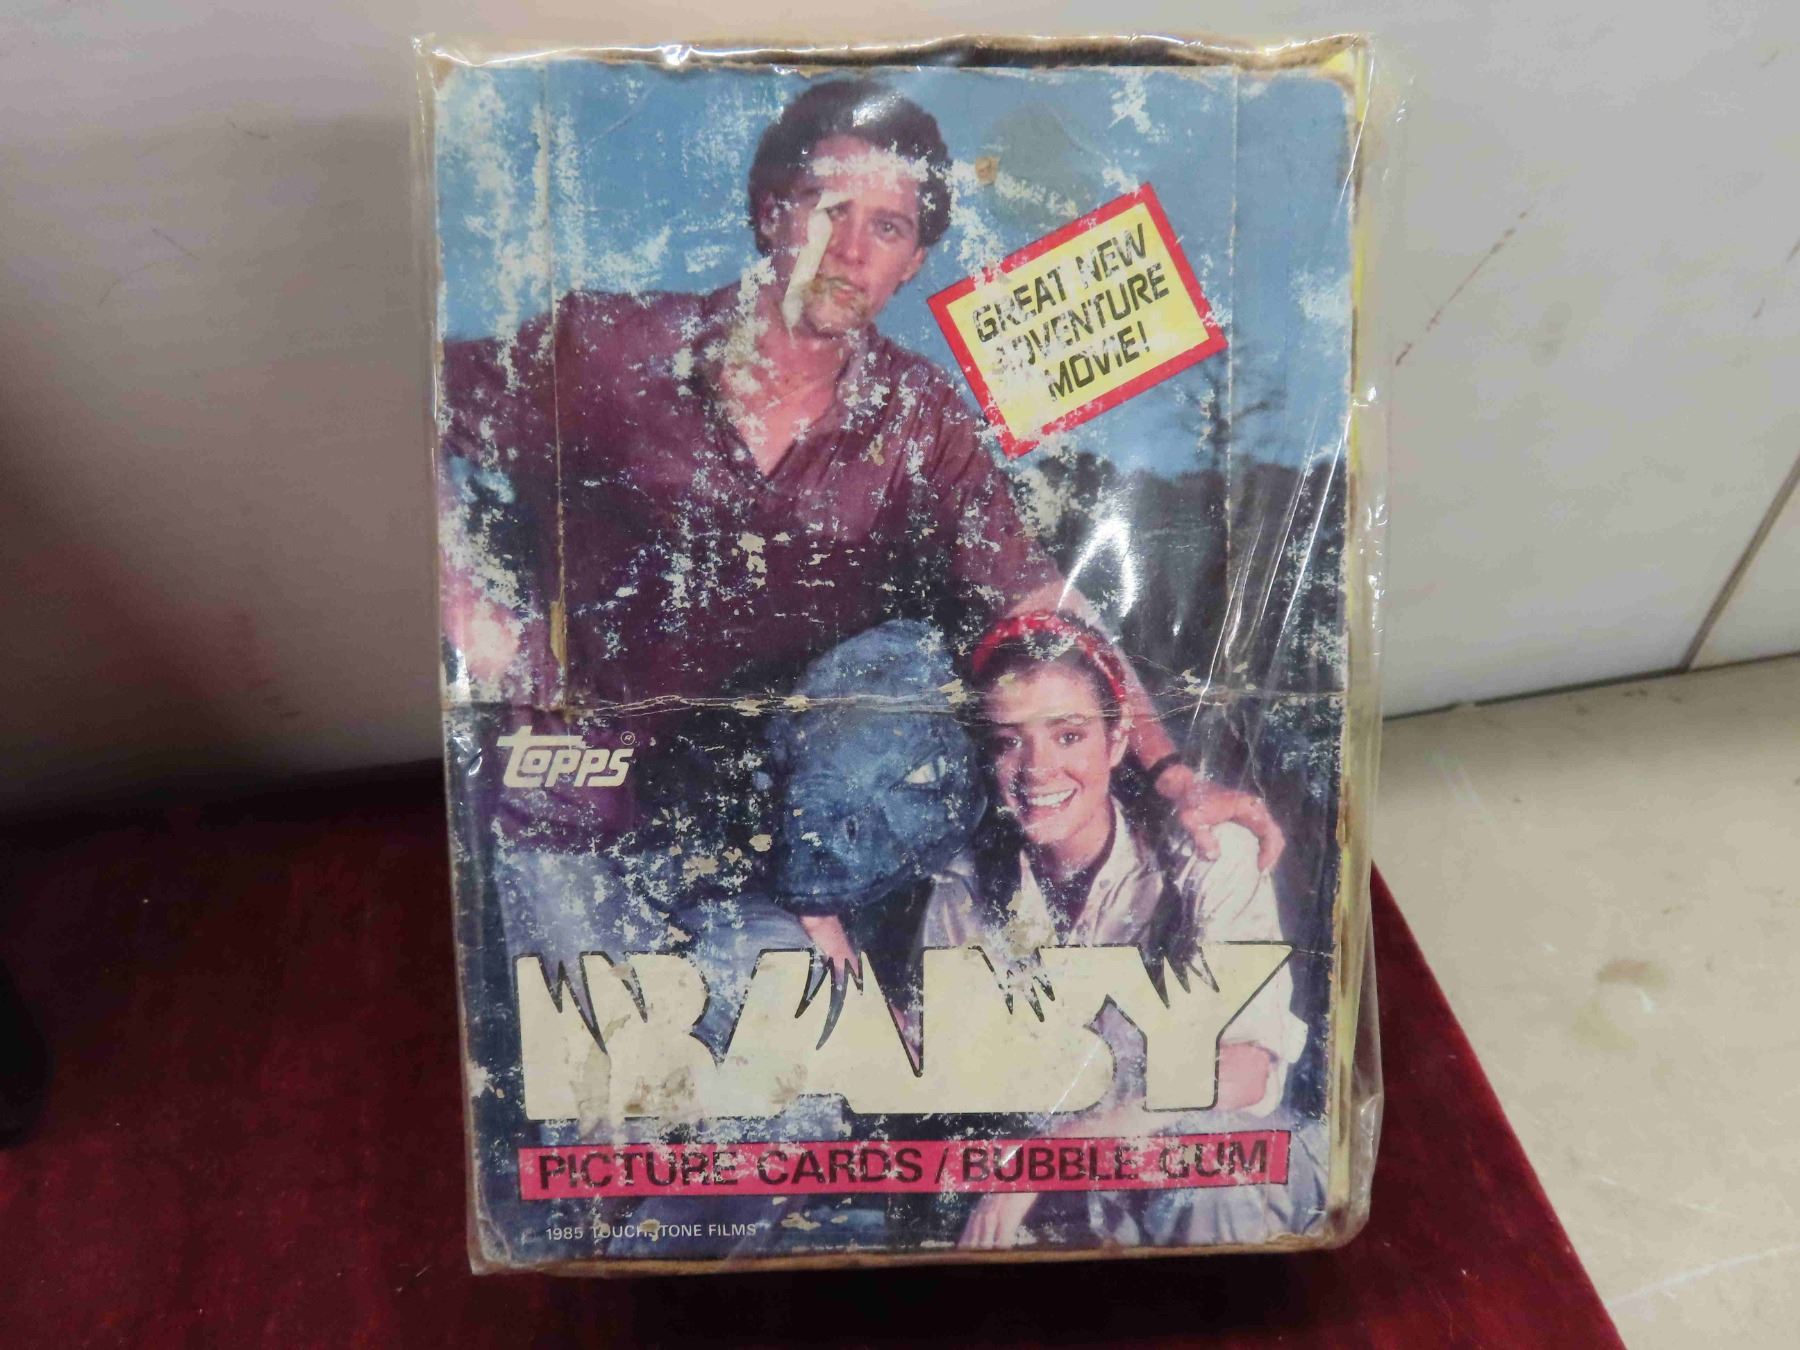 GREAT NEW
ADVENTURE
MOVIE!
topps ®
BABY
PICTURE CARDS / BUBBLE GUM
© 1985 TOUCHSTONE FILMS